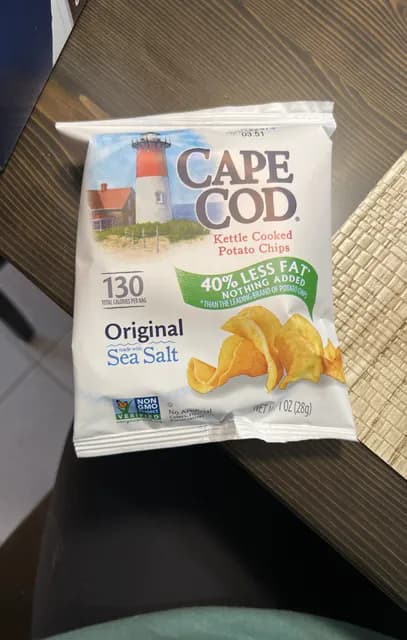 03:51
CAPE
COD®
Kettle Cooked
Potato Chips
40% LESS FAT*
NOTHING ADDED
*THAN THE LEADING BRAND OF POTATO CHIPS
130
TOTAL CALORIES PER BAG
Original
made with
Sea Salt
NON
GMO
VERIFIED
No Artificial
NET WT. 1 OZ (28g)